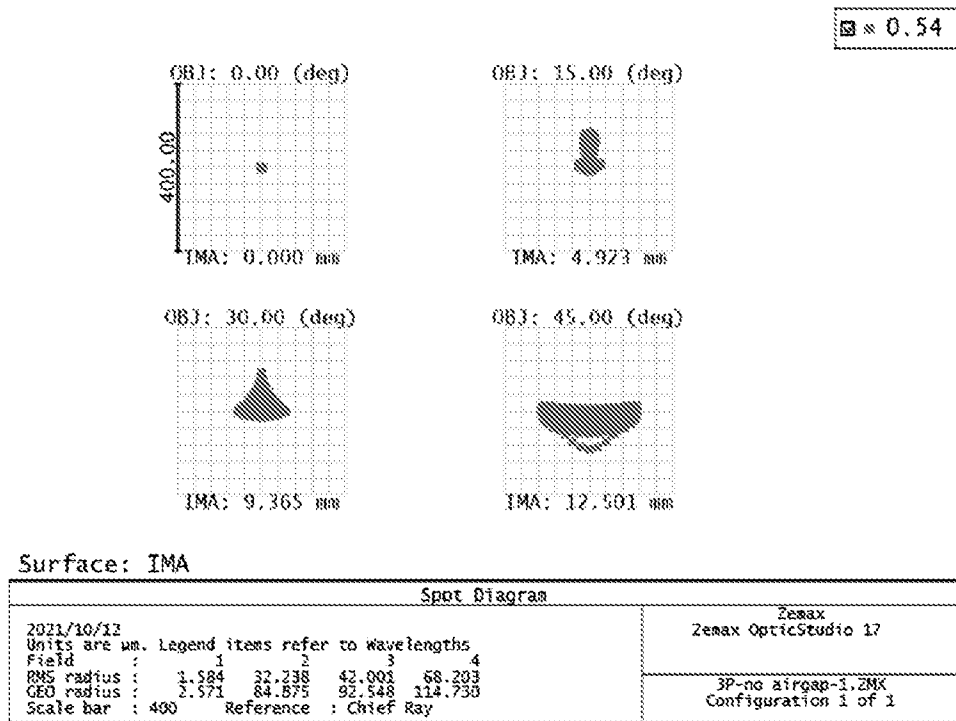 = 0.54
OBJ: 0.00 (deg)
OBJ: 15.00 (deg)
400.00
IMA: 0.000 mm
IMA: 4.923 mm
OBJ: 30.00 (deg)
OBJ: 45.00 (deg)
IMA: 9.365 mm
IMA: 12.501 mm
Surface: IMA
Spot Diagram
2021/10/12
Units are µm. Legend items refer to Wavelengths
Field : 1 2 3 4
RMS radius : 1.584 32.238 42.001 68.203
GEO radius : 2.571 84.875 92.548 114.730
Scale bar : 400 Reference : Chief Ray
Zemax
Zemax OpticStudio 17
3P-no airgap-1.ZMX
Configuration 1 of 1